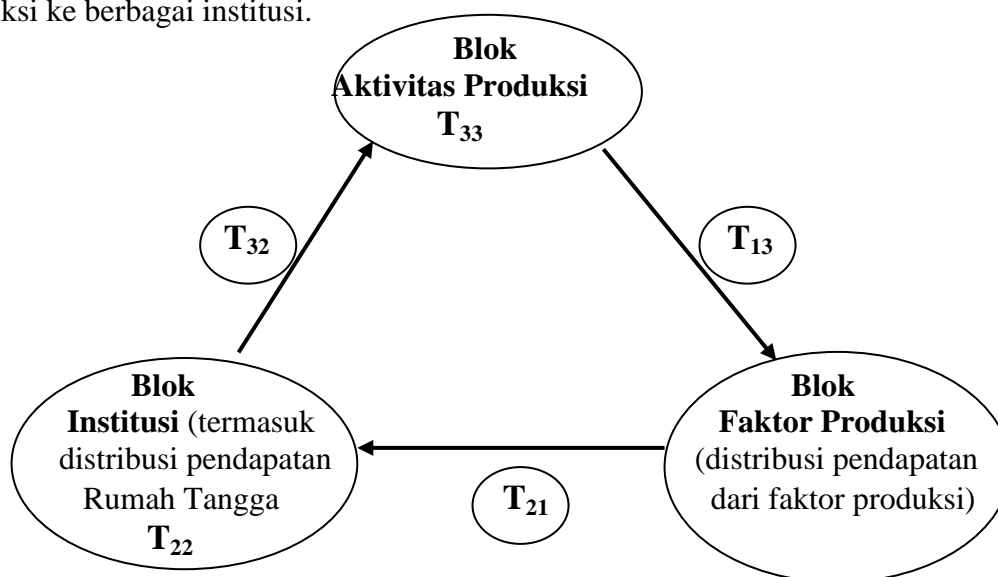 ksi ke berbagai institusi.
Blok
Aktivitas Produksi
T33
T32
T13
Blok
Institusi (termasuk
distribusi pendapatan
Rumah Tangga
T22
T21
Blok
Faktor Produksi
(distribusi pendapatan
dari faktor produksi)